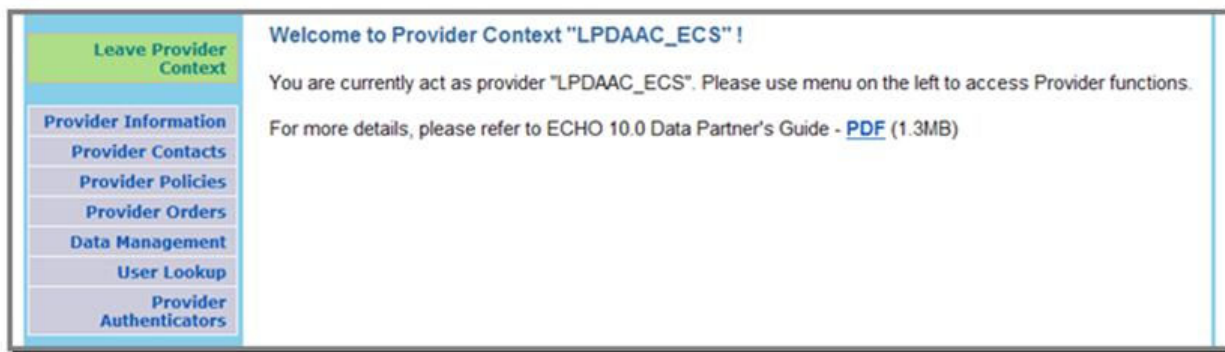 Leave Provider
Context
Provider Information
Provider Contacts
Provider Policies
Provider Orders
Data Management
User Lookup
Provider
Authenticators
Welcome to Provider Context "LPDAAC_ECS" !
You are currently act as provider "LPDAAC_ECS". Please use menu on the left to access Provider functions.
For more details, please refer to ECHO 10.0 Data Partner's Guide - PDF (1.3MB)